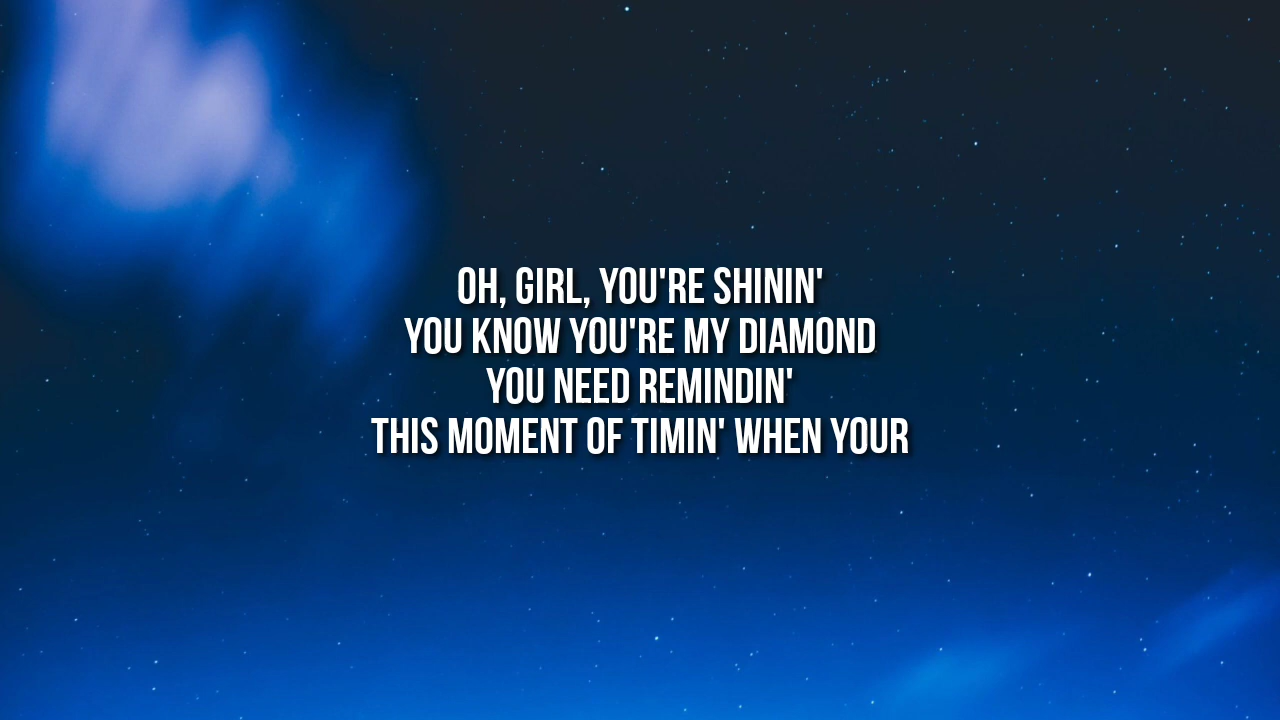 OH, GIRL, YOU'RE SHININ'
YOU KNOW YOU'RE MY DIAMOND
YOU NEED REMINDIN'
THIS MOMENT OF TIMIN' WHEN YOUR